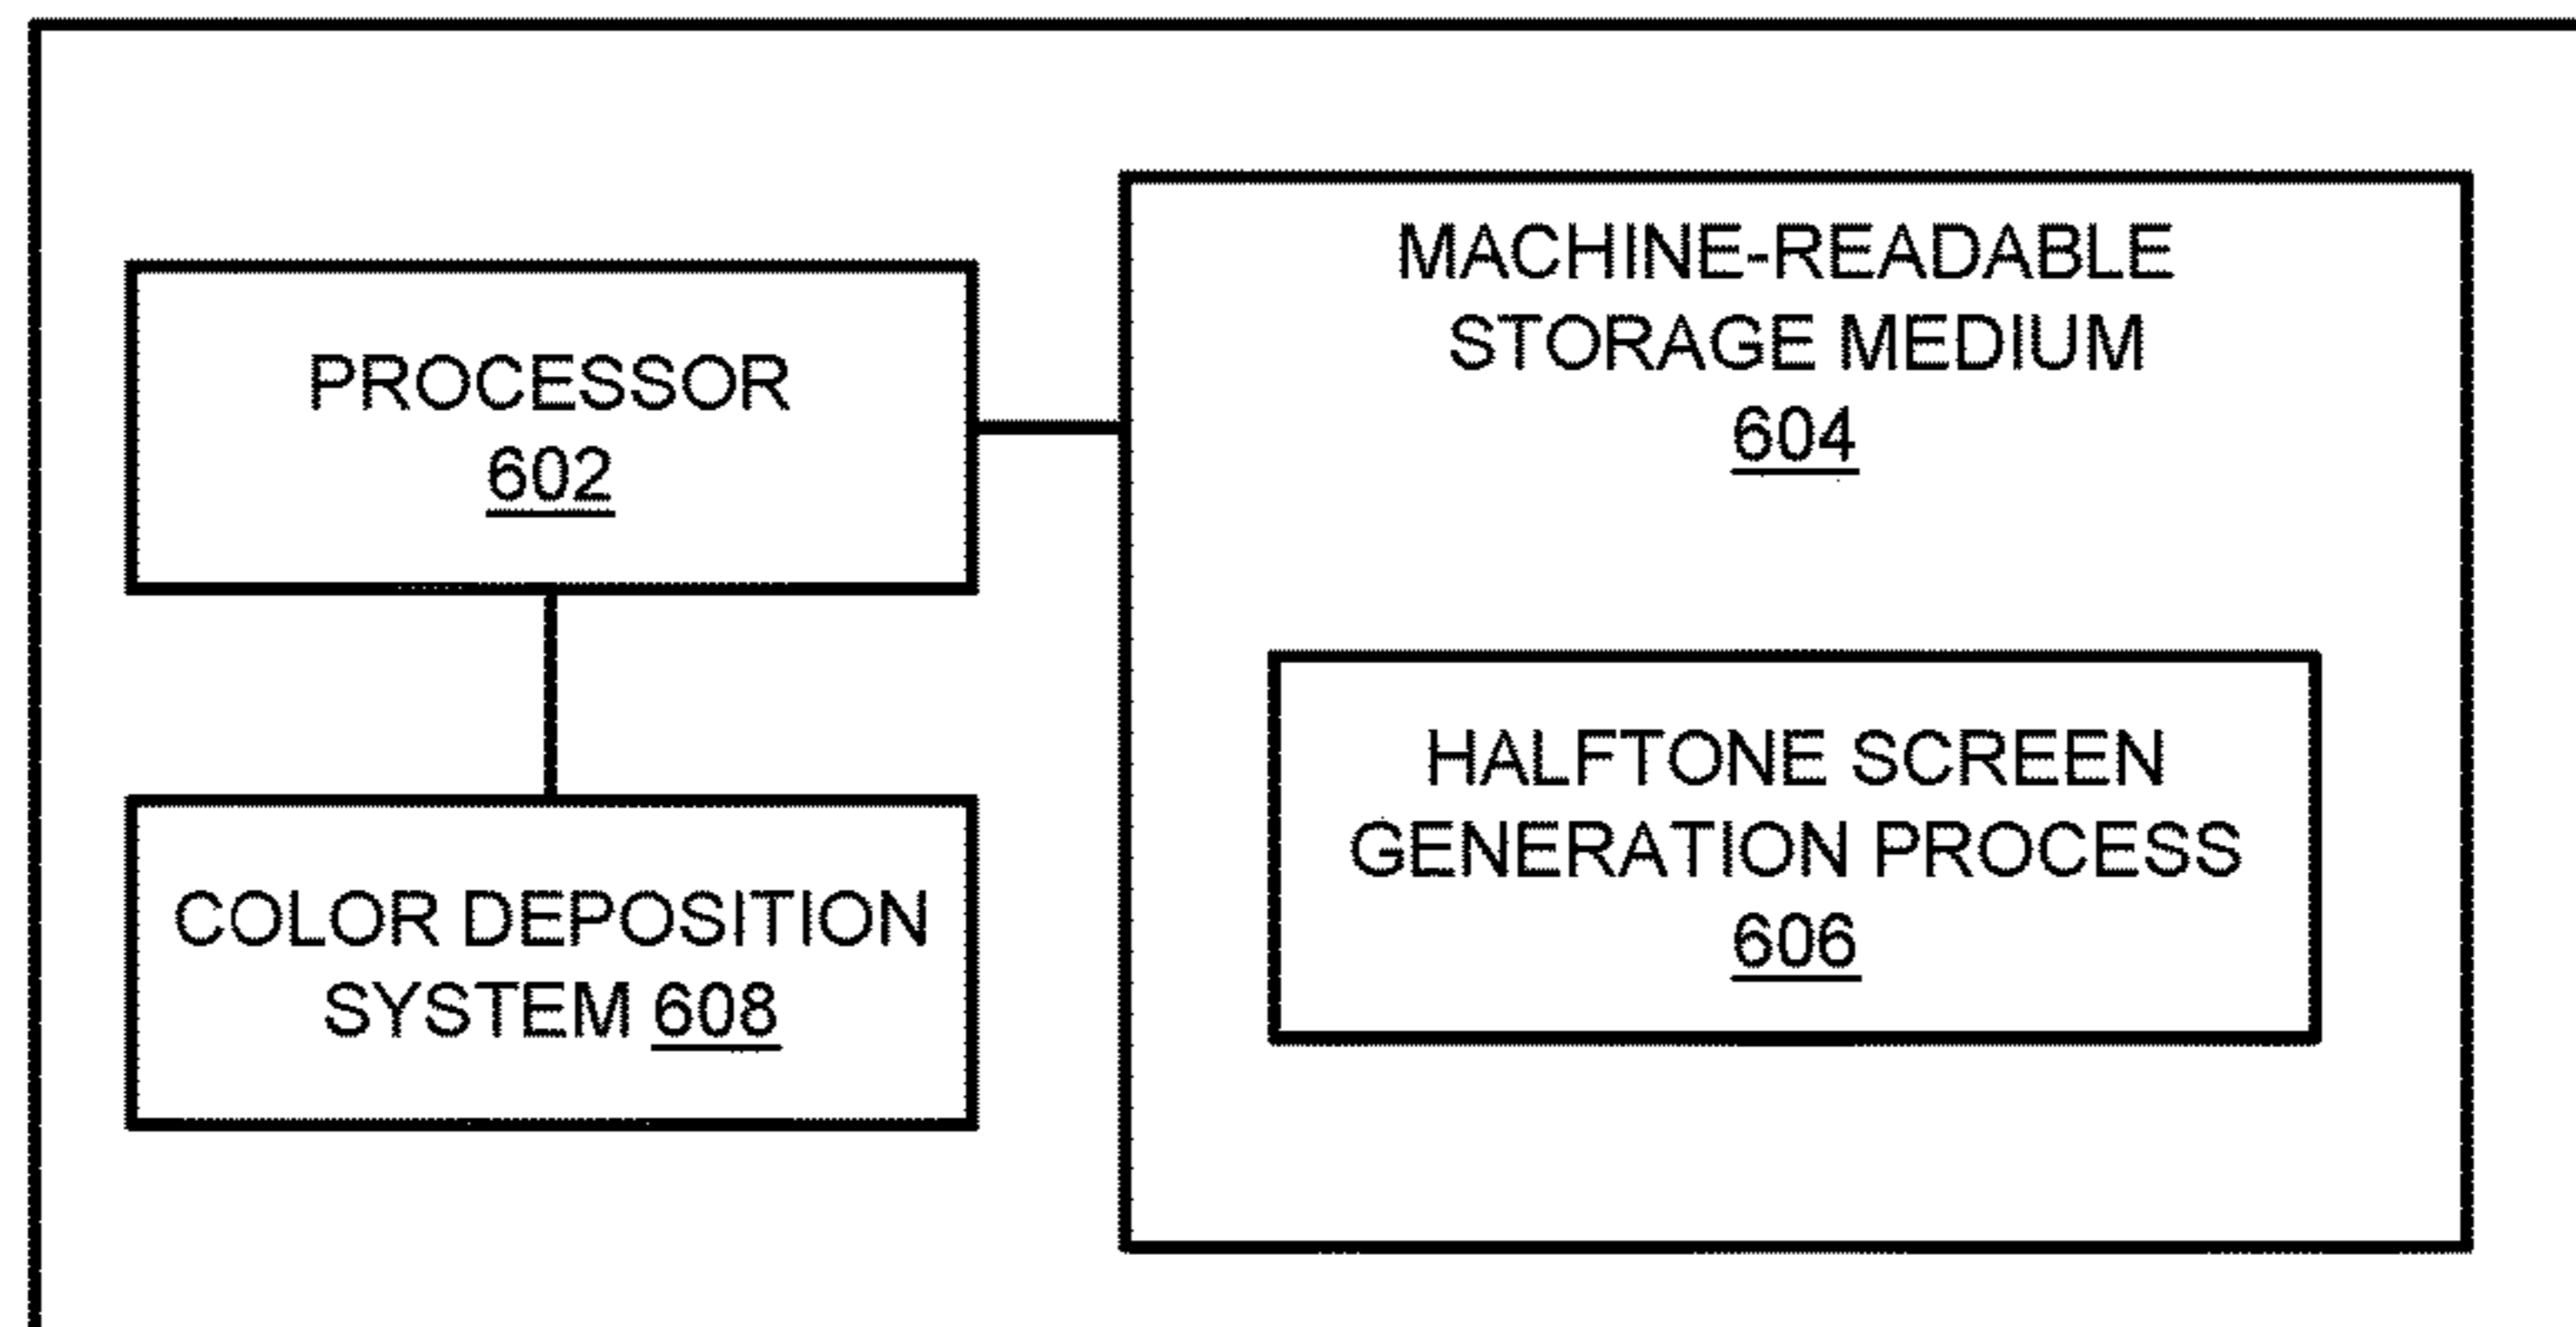 PROCESSOR
602
COLOR DEPOSITION
SYSTEM 608
MACHINE-READABLE
STORAGE MEDIUM
604
HALFTONE SCREEN
GENERATION PROCESS
606